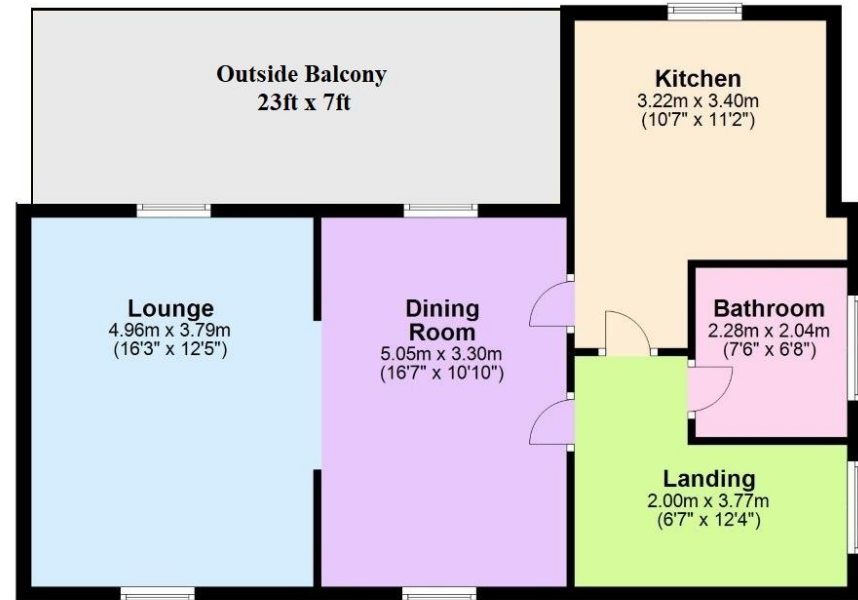 Outside Balcony
23ft x 7ft
Kitchen
3.22m x 3.40m
(10'7" x 11'2")
Lounge
4.96m x 3.79m
(16'3" x 12'5")
Dining
Room
5.05m x 3.30m
(16'7" x 10'10")
Bathroom
2.28m x 2.04m
(7'6" x 6'8")
Landing
2.00m x 3.77m
(6'7" x 12'4")